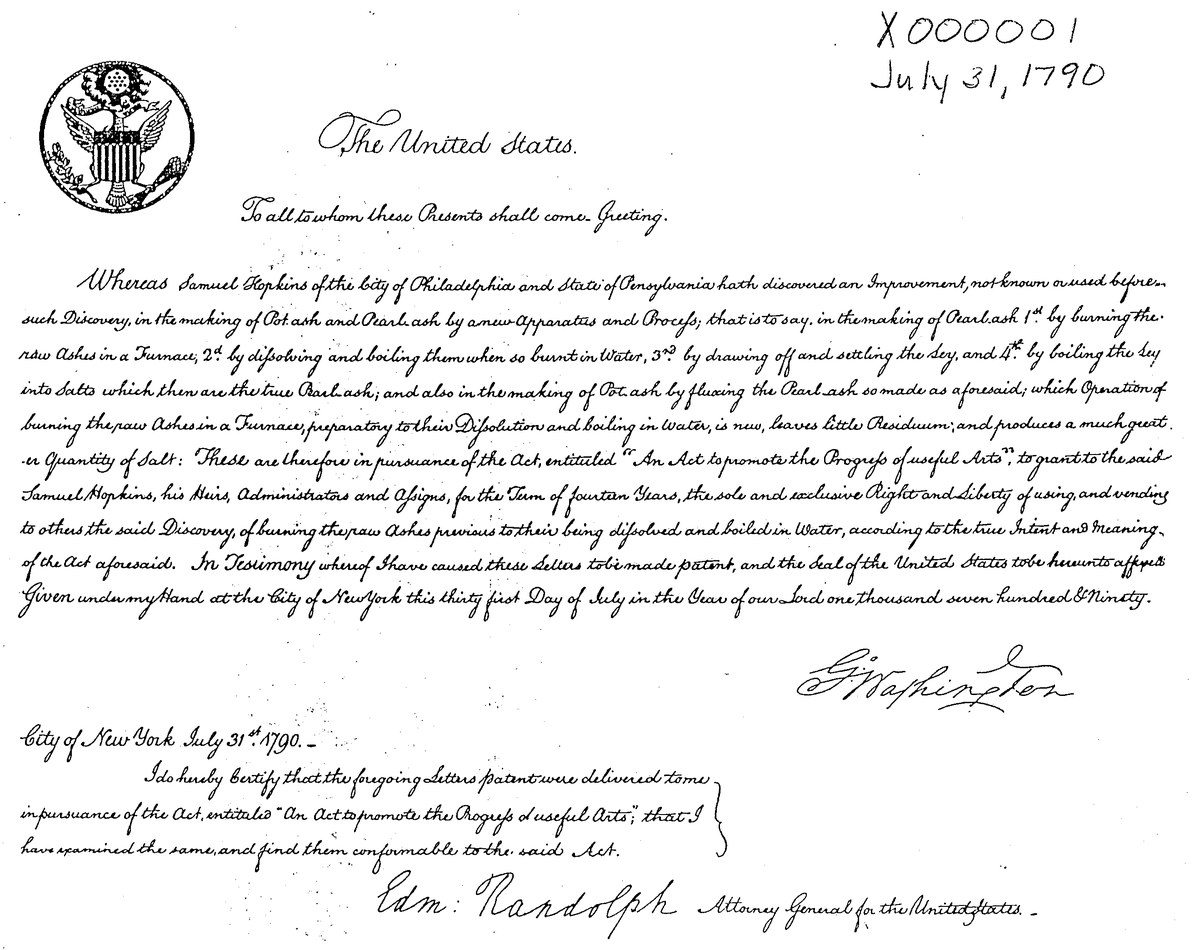 X000001
July 31, 1790
The United States.
To all to whom these Presents shall come. Greeting.
Whereas Samuel Hopkins of the City of Philadelphia and State of Pensylvania hath discovered an Improvement, not known or used before
such Discovery, in the making of Pot ash and Pearl ash by a new Apparatus and Process; that is to say, in the making of Pearl ash 1st. by burning the
raw Ashes in a Furnace, 2d. by dissolving and boiling them when so burnt in Water, 3rd by drawing off and settling the Ley, and 4th. by boiling the Ley
into Salts which then are the true Pearl ash; and also in the making of Pot ash by fluxing the Pearl ash so made as aforesaid; which Operation of
burning the raw Ashes in a Furnace, preparatory to their Dissolution and boiling in Water, is new, leaves little Residuum; and produces a much great
-er Quantity of Salt: These are therefore in pursuance of the Act, entituled "An Act to promote the Progress of useful Arts", to grant to the said
Samuel Hopkins, his Heirs, Administrators and Assigns, for the Term of fourteen Years, the sole and exclusive Right and Liberty of using, and vending
to others the said Discovery, of burning the raw Ashes previous to their being dissolved and boiled in Water, according to the true Intent and Meaning
of the Act aforesaid. In Testimony whereof I have caused these Letters to be made patent, and the Seal of the United States to be hereunto affixed
Given under my Hand at the City of New York this thirty first Day of July in the Year of our Lord one thousand seven hundred & Ninety.
G. Washington
City of New York July 31st. 1790. –
I do hereby Certify that the foregoing Letters patent were delivered to me
in pursuance of the Act, entituled "An Act to promote the Progress of useful Arts"; that I
have examined the same, and find them conformable to the said Act.
Edm: Randolph Attorney General for the United States. –